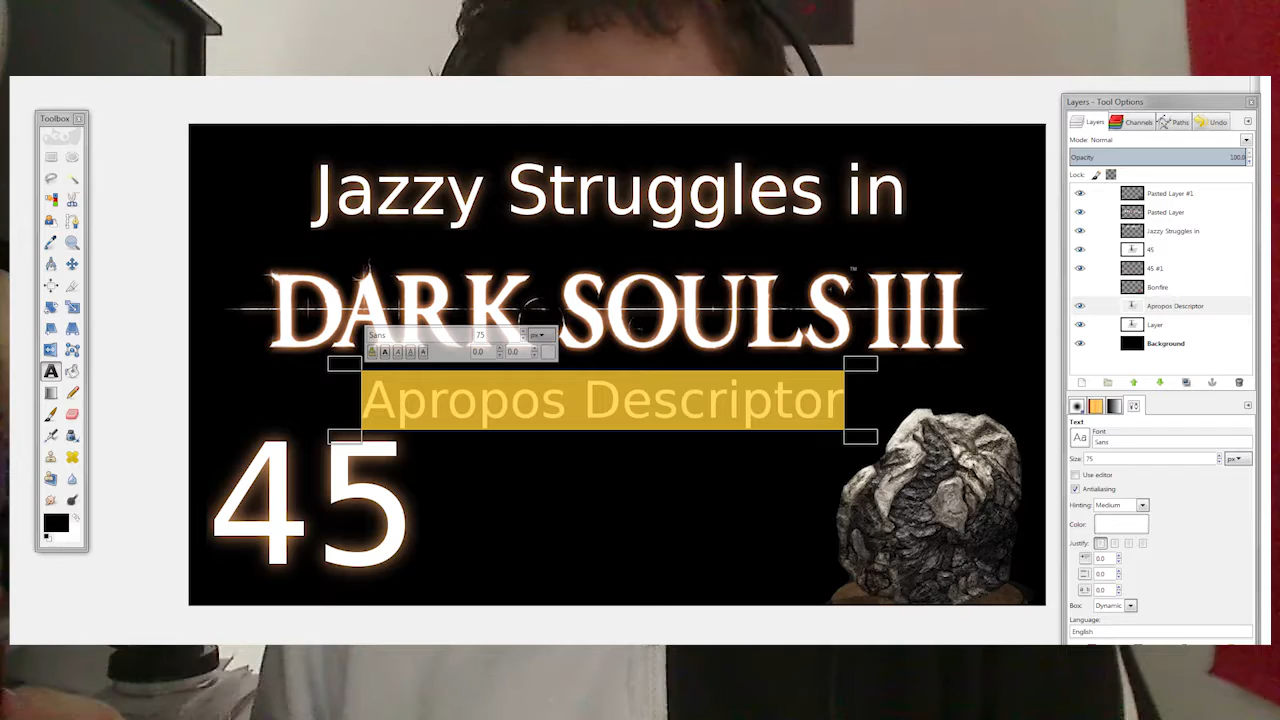 Toolbox
Jazzy Struggles in
DARK SOULS III
™
Sans
75
px
0.0
0.0
Apropos Descriptor
45
Layers - Tool Options
Layers
Channels
Paths
Undo
Mode: Normal
Opacity
100.0
Lock:
Pasted Layer #1
Pasted Layer
Jazzy Struggles in
45
45 #1
Bonfire
Apropos Descriptor
Layer
Background
Text
Aa
Font
Sans
Size: 75
px
Use editor
Antialiasing
Hinting: Medium
Color:
Justify:
0.0
0.0
0.0
Box: Dynamic
Language:
English